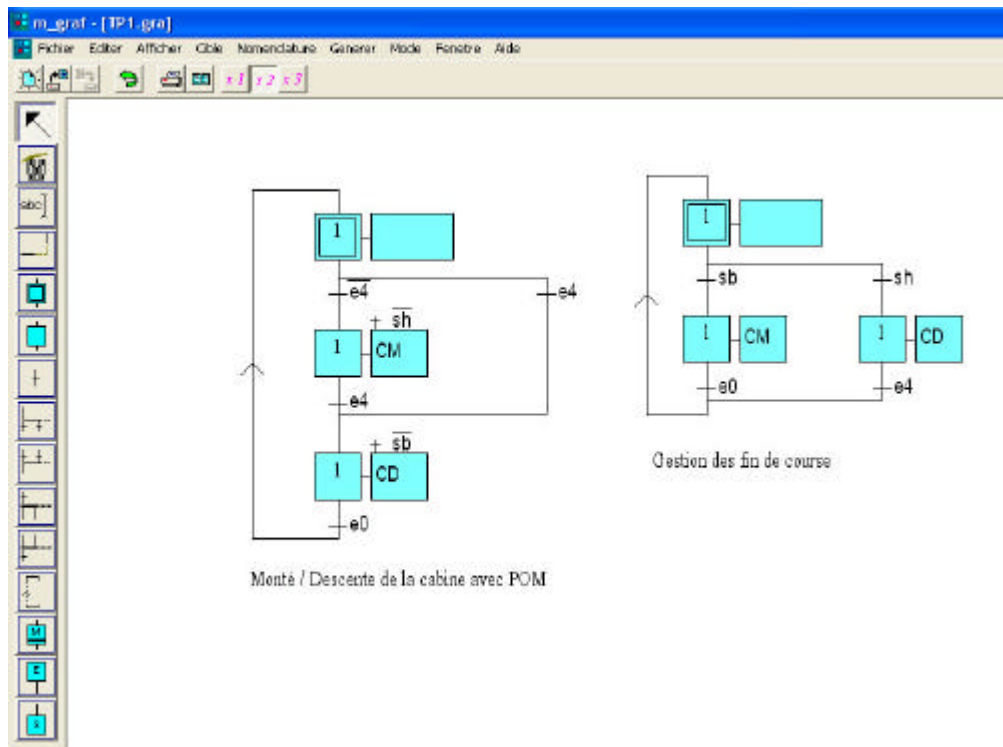 m_graf - [TP1.gra]
Fichier Editer Afficher Cible Nomenclature Generer Mode Fenetre Aide
x1 x2 x3
abc]
1
e4
e4
sh
1 CM
e4
sb
1 CD
e0
Monté / Descente de la cabine avec POM
1
sb sh
1 CM 1 CD
e0 e4
Gestion des fin de course
M
E